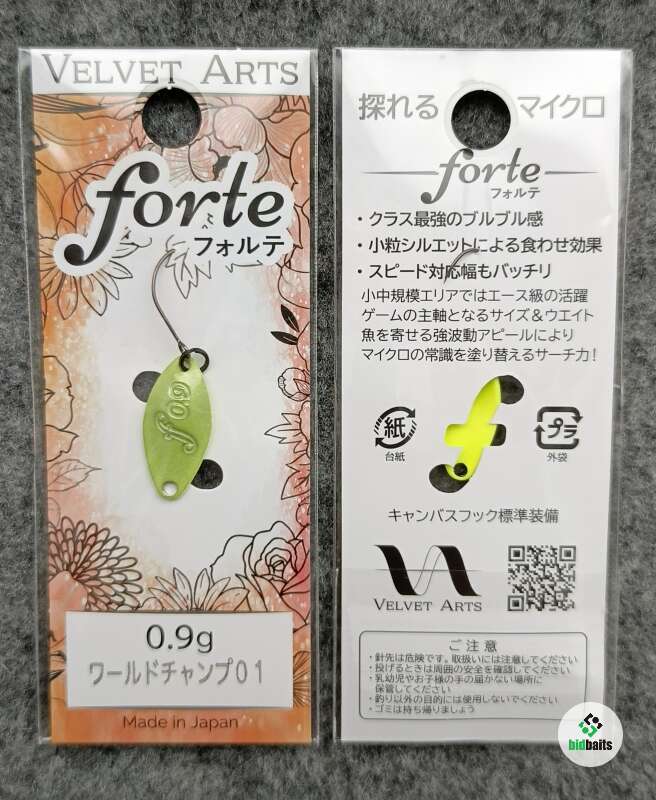 VELVET ARTS
forte
フォルテ
f09
0.9g
ワールドチャンプ01
Made in Japan
探れる マイクロ
forte
フォルテ
・クラス最強のブルブル感
・小粒シルエットによる食わせ効果
・スピード対応幅もバッチリ
小中規模エリアではエース級の活躍
ゲームの主軸となるサイズ＆ウエイト
魚を寄せる強波動アピールにより
マイクロの常識を塗り替えるサーチ力！
紙
台紙
プラ
外袋
キャンバスフック標準装備
VELVET ARTS
ご注意
・針先は危険です。取扱いには注意してください
・投げるときは周囲の安全を確認してください
・乳幼児やお子様の手の届かない場所に
保管してください
・釣り以外の目的には使用しないでください
・ゴミは持ち帰りましょう
bidbaits